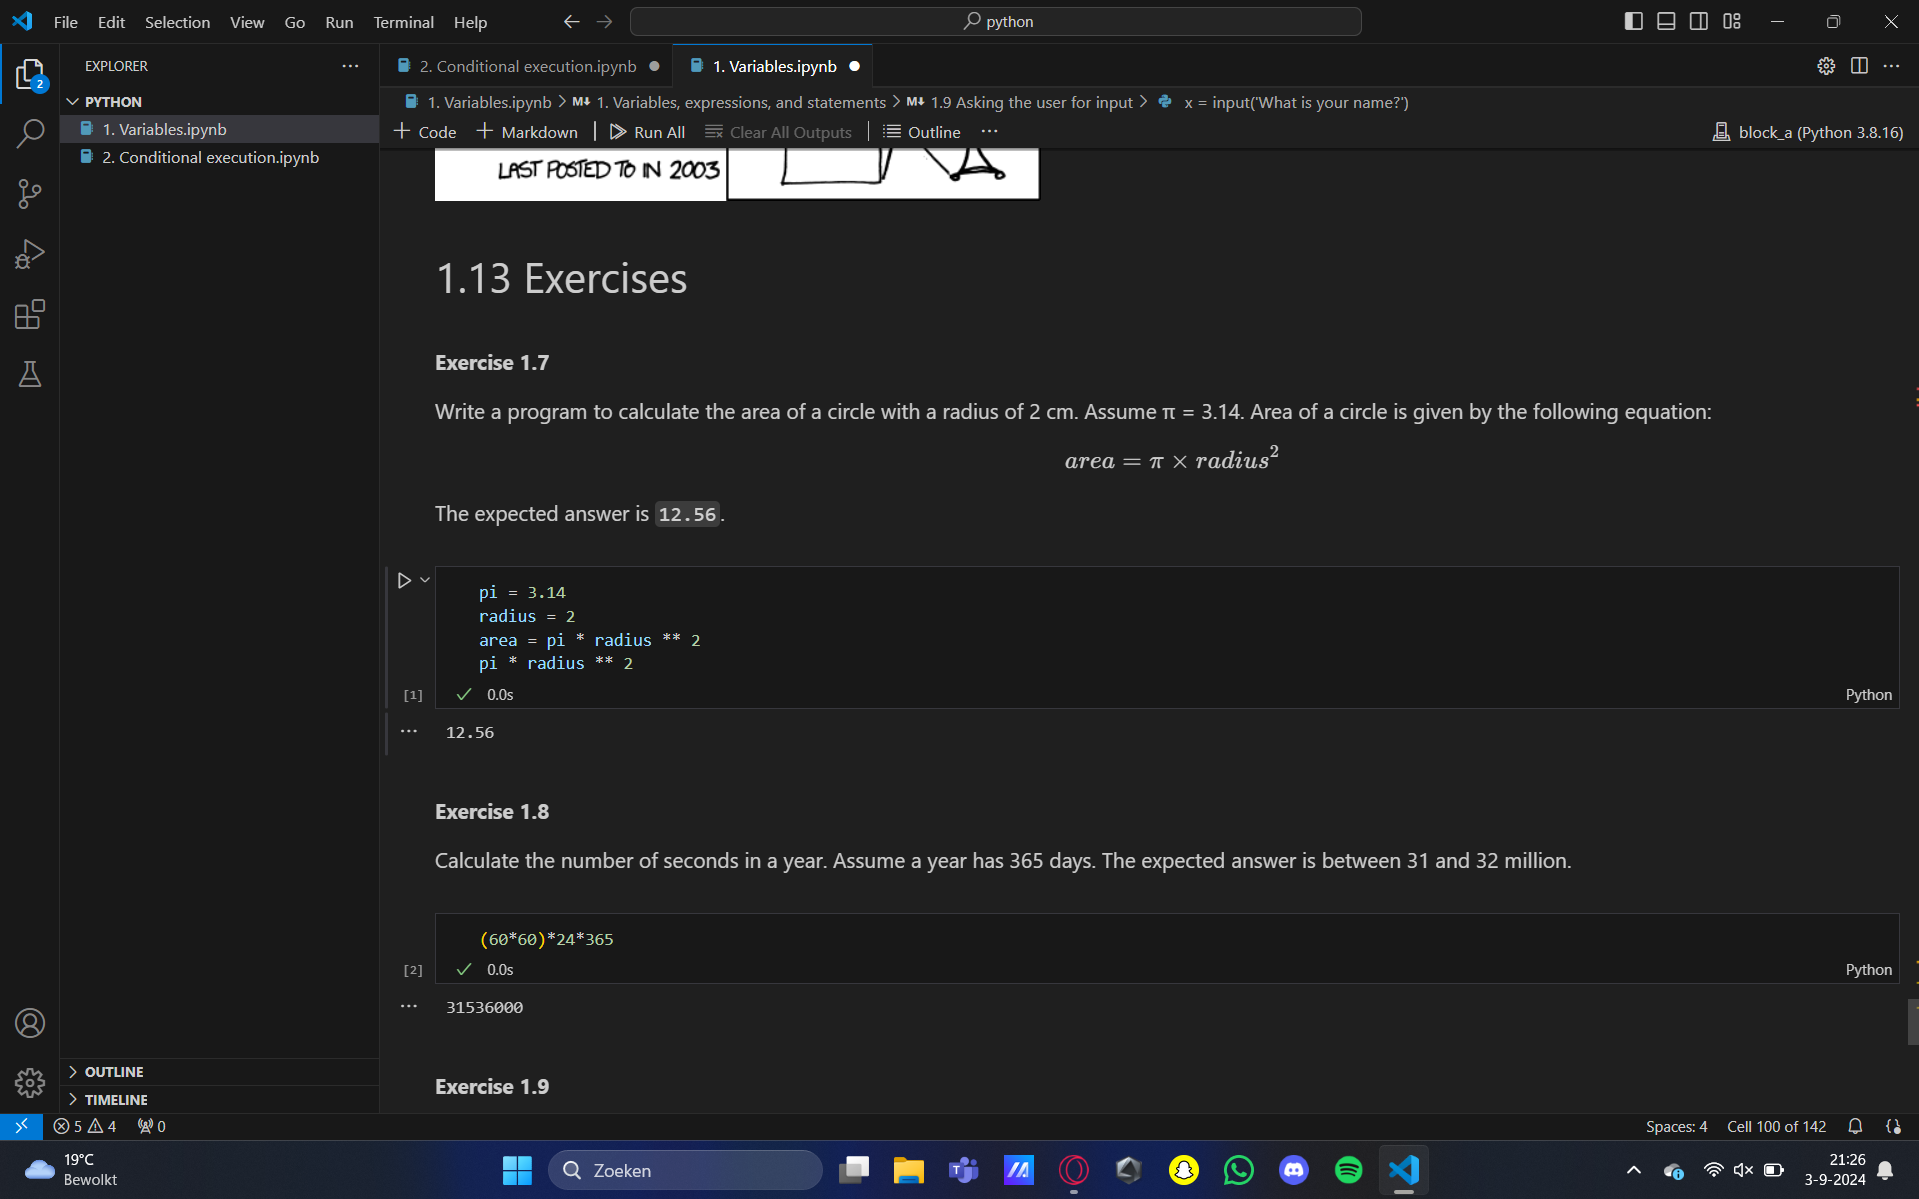 File Edit Selection View Go Run Terminal Help
python
EXPLORER
PYTHON
1. Variables.ipynb
2. Conditional execution.ipynb
2. Conditional execution.ipynb
1. Variables.ipynb
1. Variables.ipynb > M↓ 1. Variables, expressions, and statements > M↓ 1.9 Asking the user for input > x = input('What is your name?')
Code Markdown Run All Clear All Outputs Outline ...
block_a (Python 3.8.16)
LAST POSTED TO IN 2003
1.13 Exercises
Exercise 1.7
Write a program to calculate the area of a circle with a radius of 2 cm. Assume π = 3.14. Area of a circle is given by the following equation:
area = π × radius²
The expected answer is 12.56.
pi = 3.14
radius = 2
area = pi * radius ** 2
pi * radius ** 2
[1] 0.0s Python
12.56
Exercise 1.8
Calculate the number of seconds in a year. Assume a year has 365 days. The expected answer is between 31 and 32 million.
(60*60)*24*365
[2] 0.0s Python
31536000
Exercise 1.9
2
OUTLINE
TIMELINE
5 4 0
Spaces: 4 Cell 100 of 142
19°C
Bewolkt
Zoeken
21:26
3-9-2024